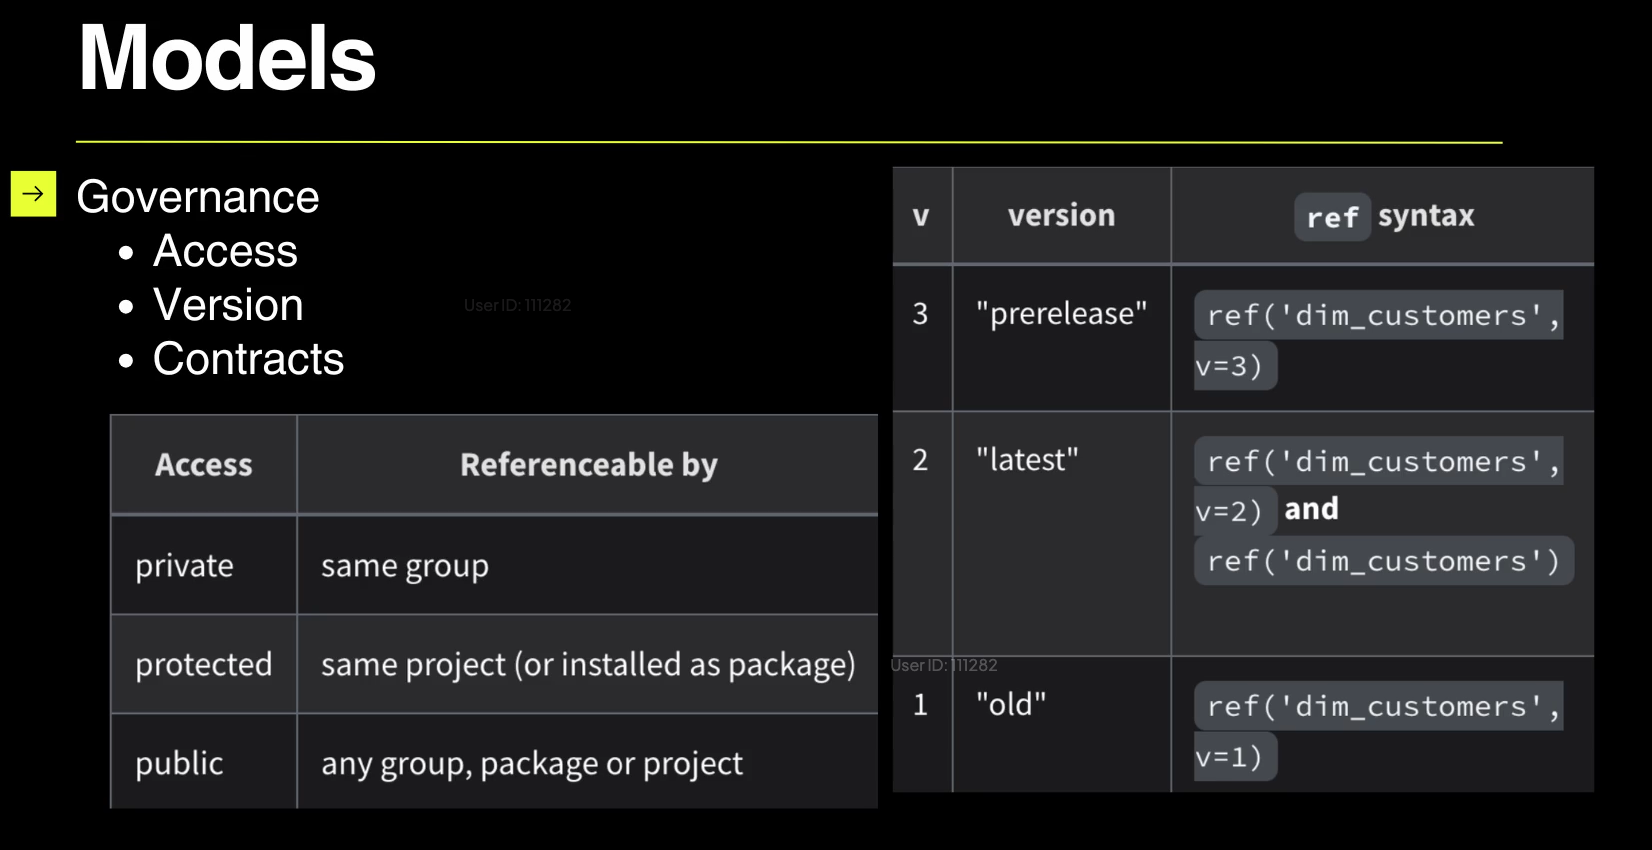 Models
→ Governance
• Access
• Version
• Contracts
User ID: 111282
Access Referenceable by
private same group
protected same project (or installed as package)
public any group, package or project
v version ref syntax
3 "prerelease" ref('dim_customers',
v=3)
2 "latest" ref('dim_customers',
v=2) and
ref('dim_customers')
User ID: 111282
1 "old" ref('dim_customers',
v=1)